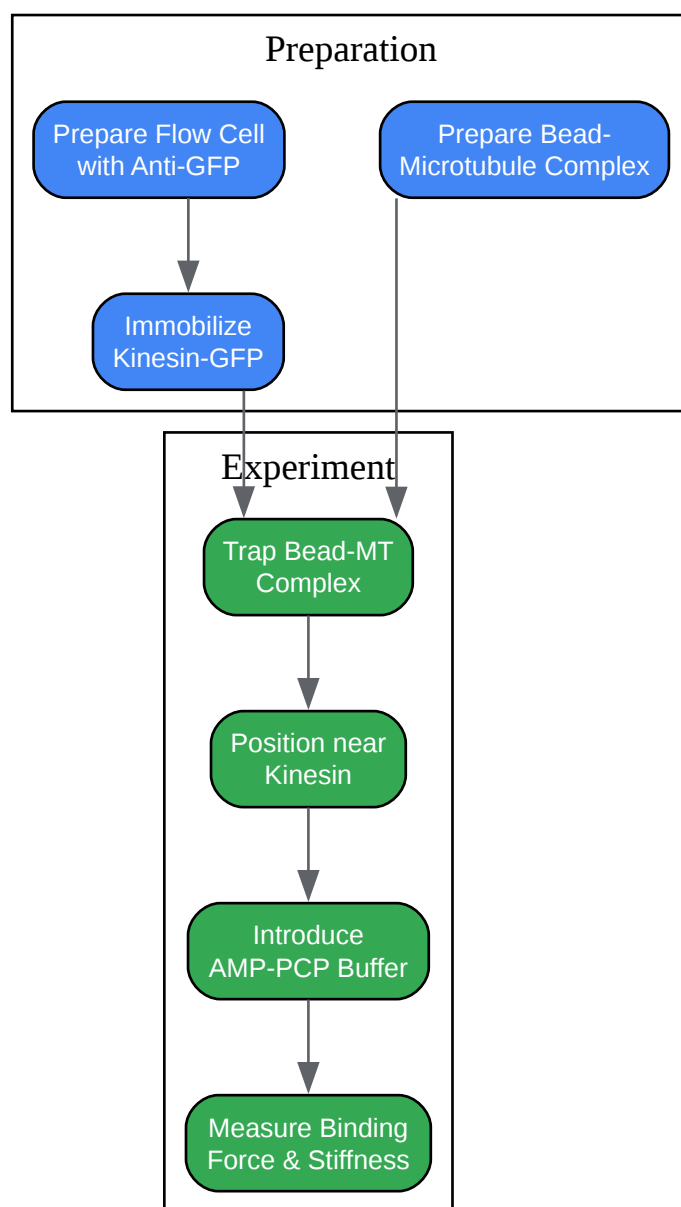 Preparation
Prepare Flow Cell
with Anti-GFP
Prepare Bead-
Microtubule Complex
Immobilize
Kinesin-GFP
Experiment
Trap Bead-MT
Complex
Position near
Kinesin
Introduce
AMP-PCP Buffer
Measure Binding
Force & Stiffness